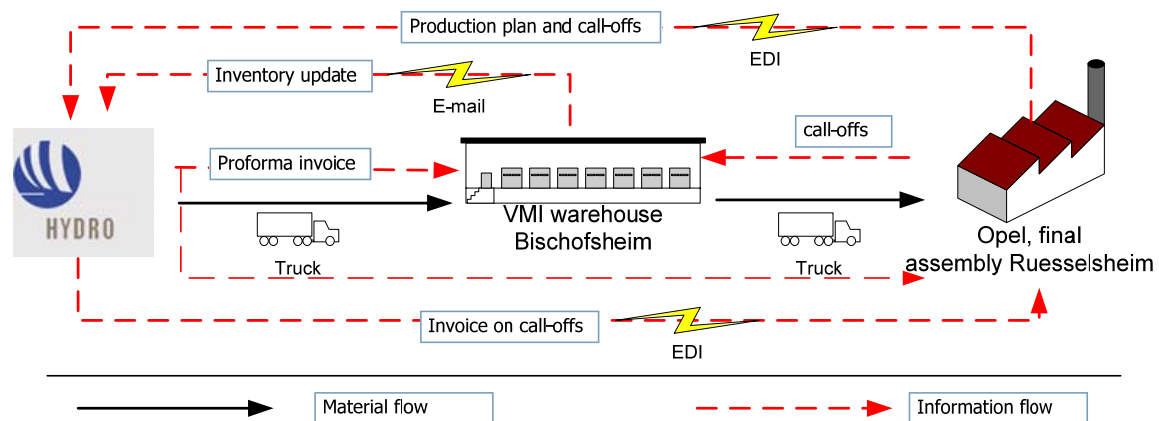 Production plan and call-offs
EDI
Inventory update
E-mail
call-offs
Proforma invoice
HYDRO
VMI warehouse
Bischofsheim
Truck
Truck
Opel, final
assembly Ruesselsheim
Invoice on call-offs
EDI
Material flow
Information flow